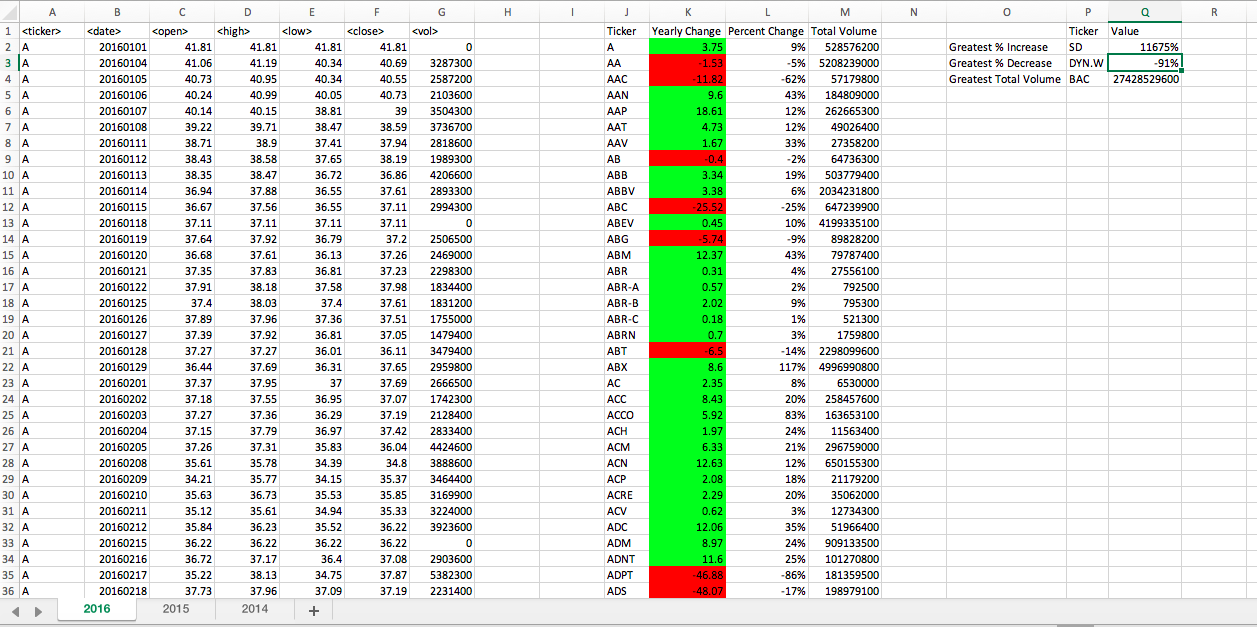 A B C D E F G H I J K L M N O P Q R
1 <ticker> <date> <open> <high> <low> <close> <vol> Ticker Yearly Change Percent Change Total Volume Ticker Value
2 A 20160101 41.81 41.81 41.81 41.81 0 A 3.75 9% 528576200 Greatest % Increase SD 11675%
3 A 20160104 41.06 41.19 40.34 40.69 3287300 AA -1.53 -5% 5208239000 Greatest % Decrease DYN.W -91%
4 A 20160105 40.73 40.95 40.34 40.55 2587200 AAC -11.82 -62% 57179800 Greatest Total Volume BAC 27428529600
5 A 20160106 40.24 40.99 40.05 40.73 2103600 AAN 9.6 43% 184809000
6 A 20160107 40.14 40.15 38.81 39 3504300 AAP 18.61 12% 262665300
7 A 20160108 39.22 39.71 38.47 38.59 3736700 AAT 4.73 12% 49026400
8 A 20160111 38.71 38.9 37.41 37.94 2818600 AAV 1.67 33% 27358200
9 A 20160112 38.43 38.58 37.65 38.19 1989300 AB -0.4 -2% 64736300
10 A 20160113 38.35 38.47 36.72 36.86 4206600 ABB 3.34 19% 503779400
11 A 20160114 36.94 37.88 36.55 37.61 2893300 ABBV 3.38 6% 2034231800
12 A 20160115 36.67 37.56 36.55 37.11 2994300 ABC -25.52 -25% 647239900
13 A 20160118 37.11 37.11 37.11 37.11 0 ABEV 0.45 10% 4199335100
14 A 20160119 37.64 37.92 36.79 37.2 2506500 ABG -5.74 -9% 89828200
15 A 20160120 36.68 37.61 36.13 37.26 2469000 ABM 12.37 43% 79787400
16 A 20160121 37.35 37.83 36.81 37.23 2298300 ABR 0.31 4% 27556100
17 A 20160122 37.91 38.18 37.58 37.98 1834400 ABR-A 0.57 2% 792500
18 A 20160125 37.4 38.03 37.4 37.61 1831200 ABR-B 2.02 9% 795300
19 A 20160126 37.89 37.96 37.36 37.51 1755000 ABR-C 0.18 1% 521300
20 A 20160127 37.39 37.92 36.81 37.05 1479400 ABRN 0.7 3% 1759800
21 A 20160128 37.27 37.27 36.01 36.11 3479400 ABT -6.5 -14% 2298099600
22 A 20160129 36.44 37.69 36.31 37.65 2959800 ABX 8.6 117% 4996990800
23 A 20160201 37.37 37.95 37 37.69 2666500 AC 2.35 8% 6530000
24 A 20160202 37.18 37.55 36.95 37.07 1742300 ACC 8.43 20% 258457600
25 A 20160203 37.27 37.36 36.29 37.19 2128400 ACCO 5.92 83% 163653100
26 A 20160204 37.15 37.79 36.97 37.42 2833400 ACH 1.97 24% 11563400
27 A 20160205 37.26 37.31 35.83 36.04 4424600 ACM 6.33 21% 296759000
28 A 20160208 35.61 35.78 34.39 34.8 3888600 ACN 12.63 12% 650155300
29 A 20160209 34.21 35.77 34.15 35.37 3464400 ACP 2.08 18% 21179200
30 A 20160210 35.63 36.73 35.53 35.85 3169900 ACRE 2.29 20% 35062000
31 A 20160211 35.12 35.61 34.94 35.33 3224000 ACV 0.62 3% 12734300
32 A 20160212 35.84 36.23 35.52 36.22 3923600 ADC 12.06 35% 51966400
33 A 20160215 36.22 36.22 36.22 36.22 0 ADM 8.97 24% 909133500
34 A 20160216 36.72 37.17 36.4 37.08 2903600 ADNT 11.6 25% 101270800
35 A 20160217 35.22 38.13 34.75 37.87 5382300 ADPT -46.88 -86% 181359500
36 A 20160218 37.73 37.96 37.09 37.19 2231400 ADS -48.07 -17% 198979100
2016 2015 2014 +